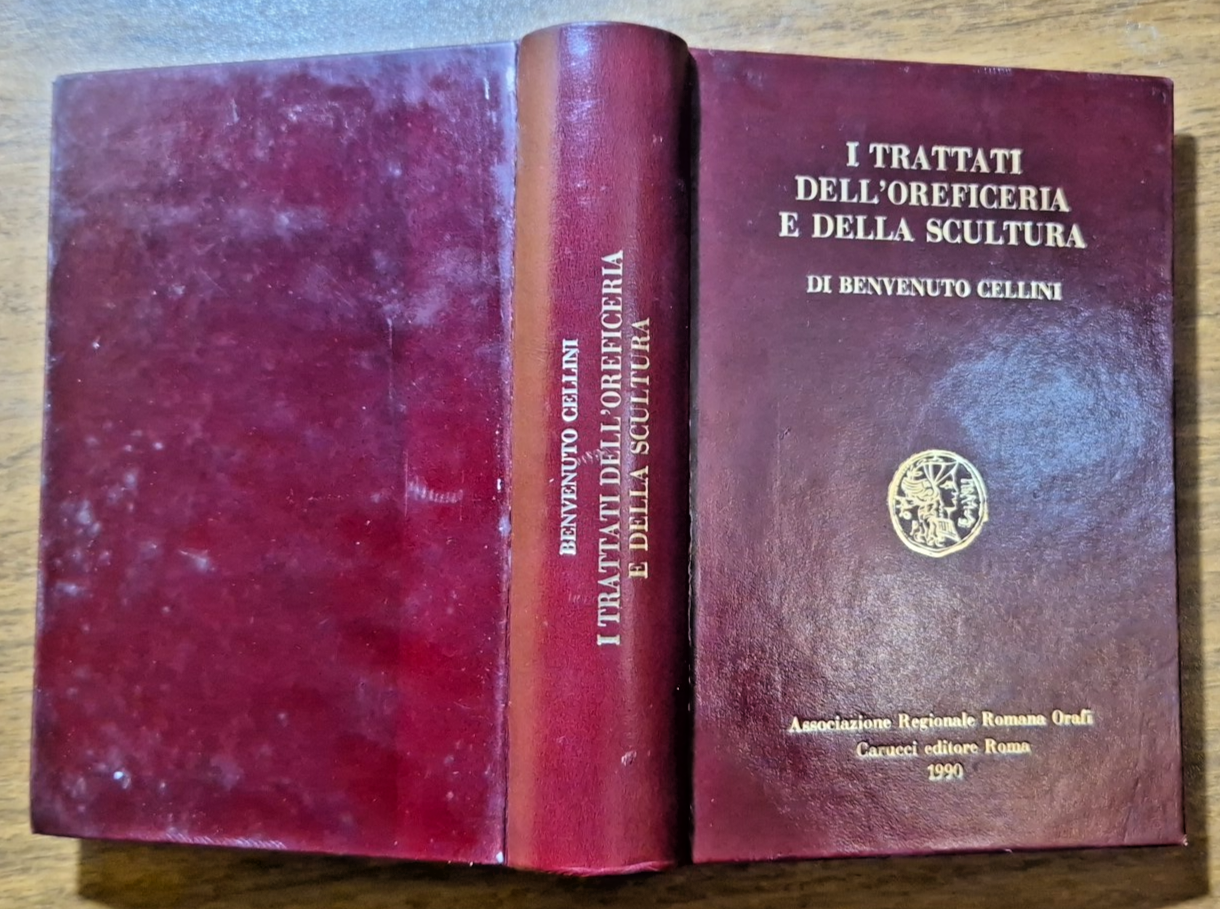 I TRATTATI
DELL'OREFICERIA
E DELLA SCULTURA
DI BENVENUTO CELLINI
Associazione Regionale Romana Orafi
Carucci editore Roma
1990
BENVENUTO CELLINI
I TRATTATI DELL'OREFICERIA
E DELLA SCULTURA